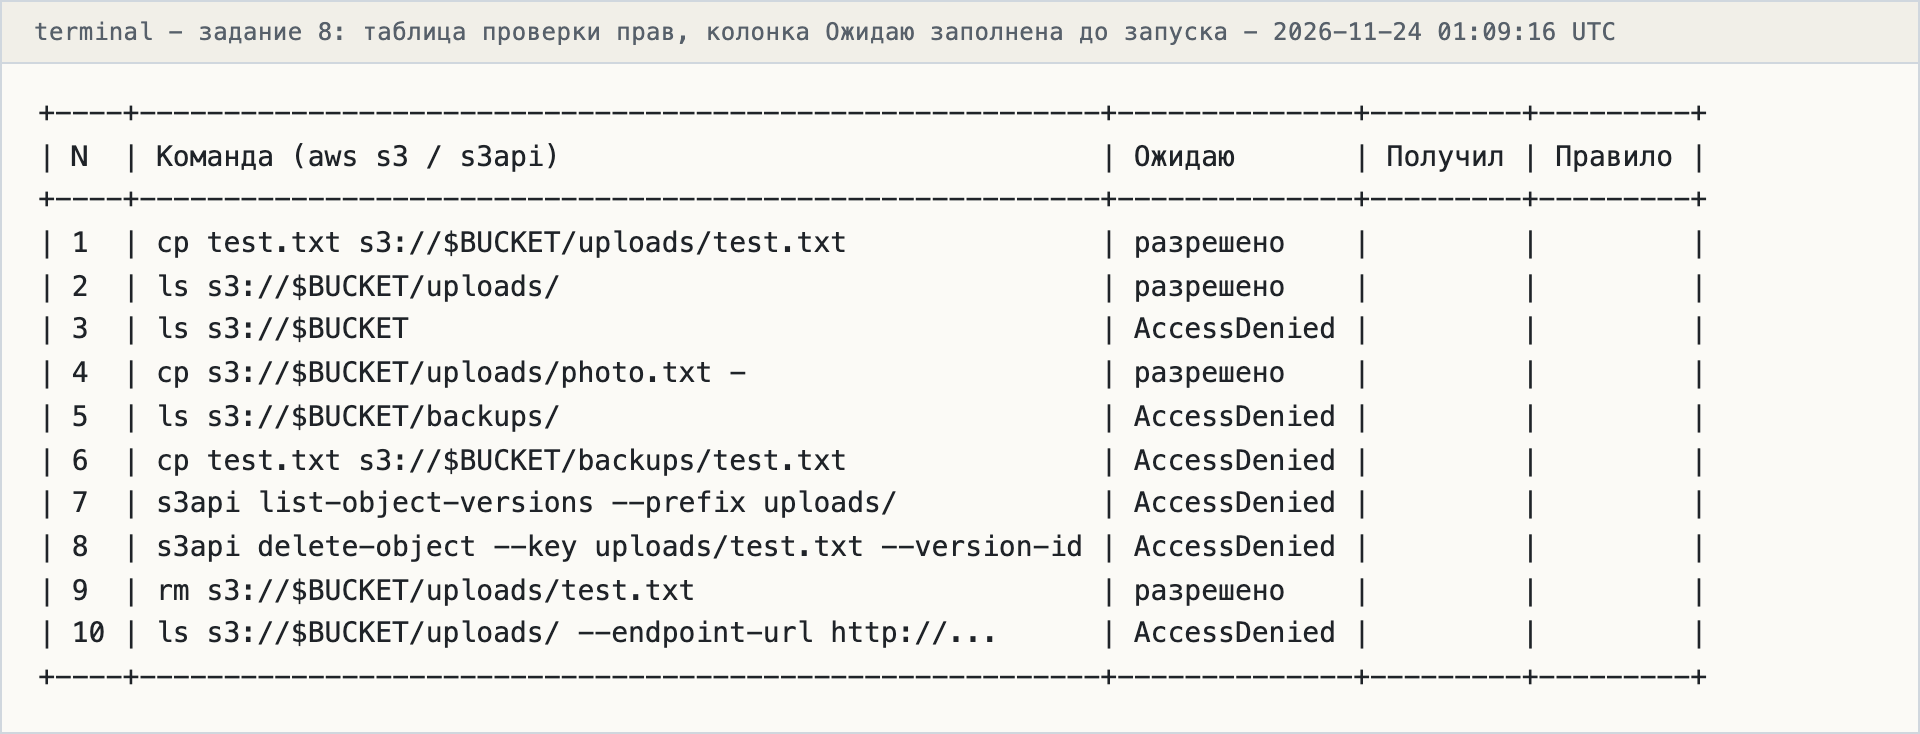 terminal — задание 8: таблица проверки прав, колонка Ожидаю заполнена до запуска — 2026-11-24 01:09:16 UTC
+----+---------------------------------------------------------+--------------+---------+---------+
| N  | Команда (aws s3 / s3api)                                | Ожидаю       | Получил | Правило |
+----+---------------------------------------------------------+--------------+---------+---------+
| 1  | cp test.txt s3://$BUCKET/uploads/test.txt               | разрешено    |         |         |
| 2  | ls s3://$BUCKET/uploads/                                | разрешено    |         |         |
| 3  | ls s3://$BUCKET                                         | AccessDenied |         |         |
| 4  | cp s3://$BUCKET/uploads/photo.txt -                     | разрешено    |         |         |
| 5  | ls s3://$BUCKET/backups/                                | AccessDenied |         |         |
| 6  | cp test.txt s3://$BUCKET/backups/test.txt               | AccessDenied |         |         |
| 7  | s3api list-object-versions --prefix uploads/            | AccessDenied |         |         |
| 8  | s3api delete-object --key uploads/test.txt --version-id | AccessDenied |         |         |
| 9  | rm s3://$BUCKET/uploads/test.txt                        | разрешено    |         |         |
| 10 | ls s3://$BUCKET/uploads/ --endpoint-url http://...      | AccessDenied |         |         |
+----+---------------------------------------------------------+--------------+---------+---------+